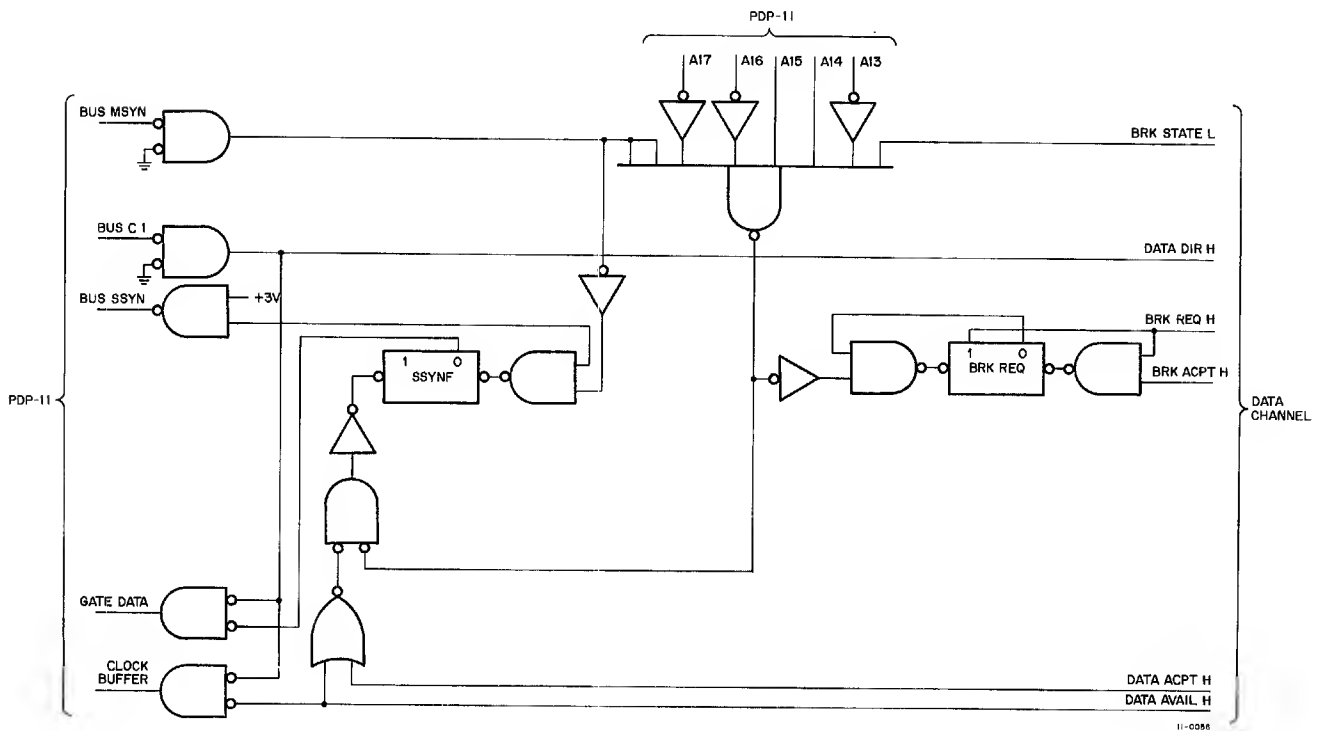 PDP-11
A17 A16 A15 A14 A13
BUS MSYN
BRK STATE L
BUS C 1
DATA DIR H
BUS SSYN
+3V
BRK REQ H
1 0
SSYNF
1 0
BRK REQ
BRK ACPT H
PDP-11
DATA
CHANNEL
GATE DATA
CLOCK
BUFFER
DATA ACPT H
DATA AVAIL H
11-0056